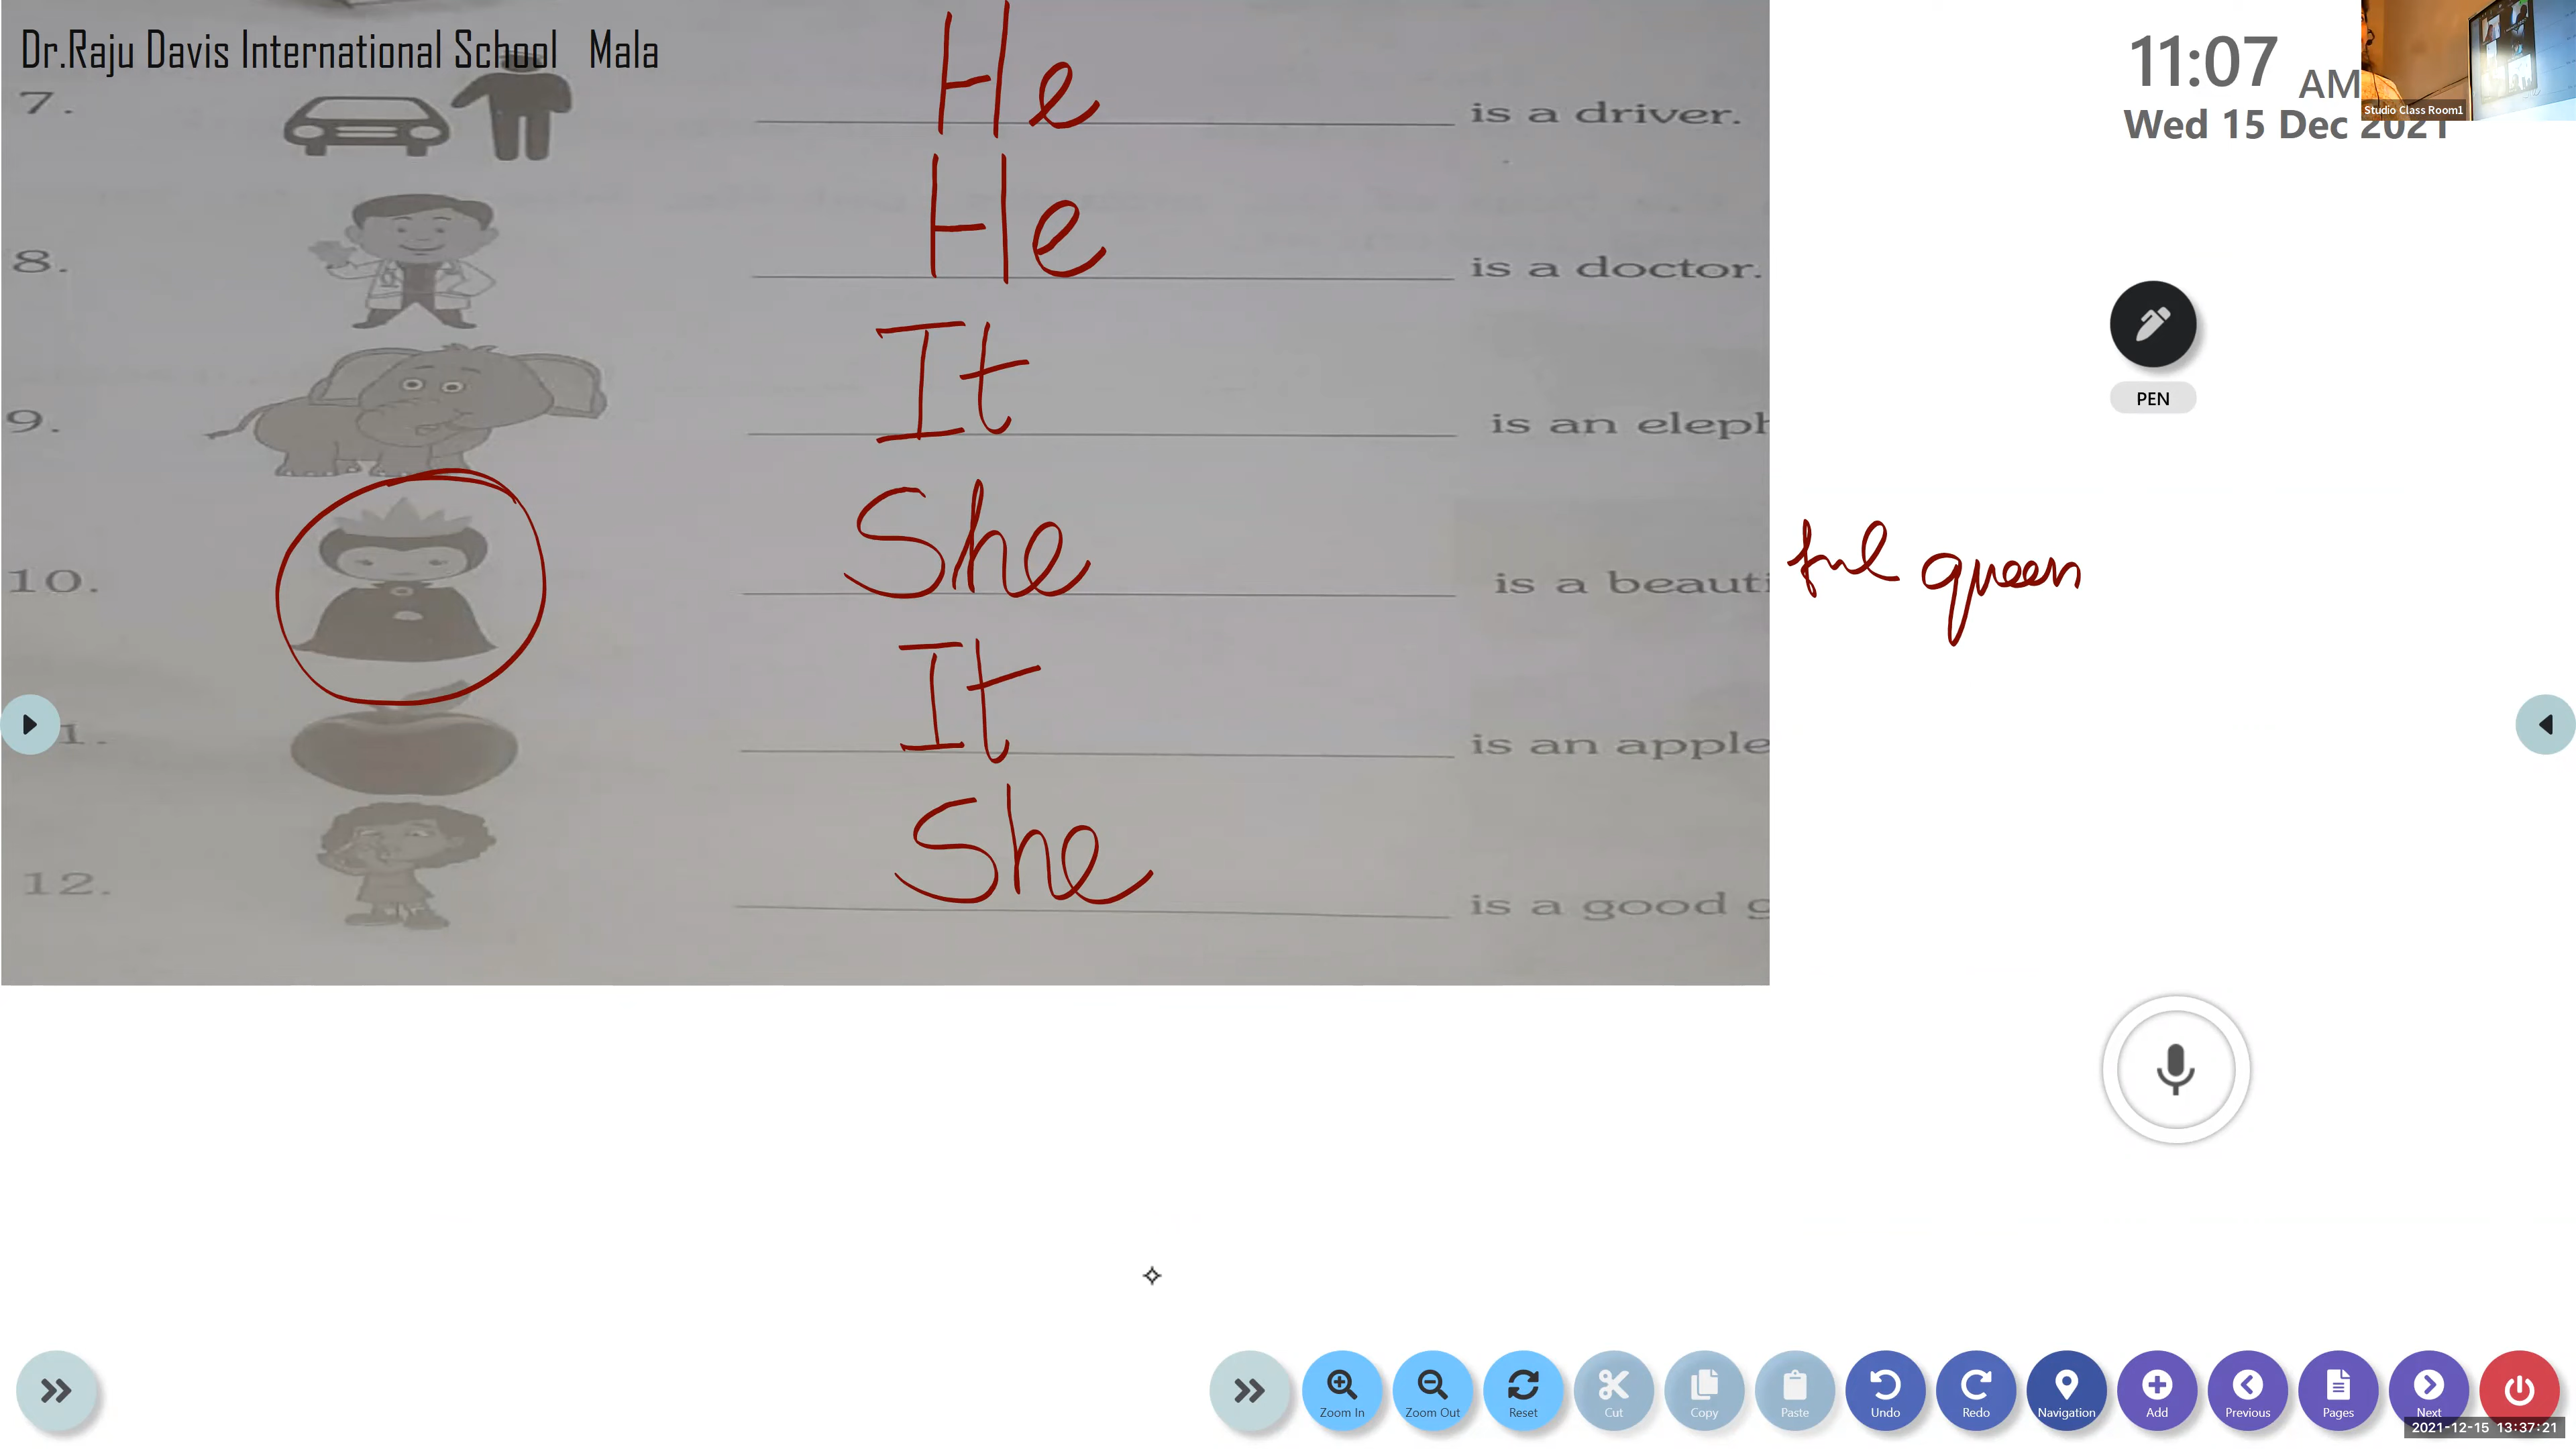 Dr.Raju Davis International School Mala
11:07 AM
Wed 15 Dec 2021
Studio Class Room1
7. He is a driver.
8. He is a doctor.
9. It is an eleph
PEN
10. She is a beauti ful queen
1. It is an apple
12. She is a good g
Zoom In Zoom Out Reset Cut Copy Paste Undo Redo Navigation Add Previous Pages Next
2021-12-15 13:37:21